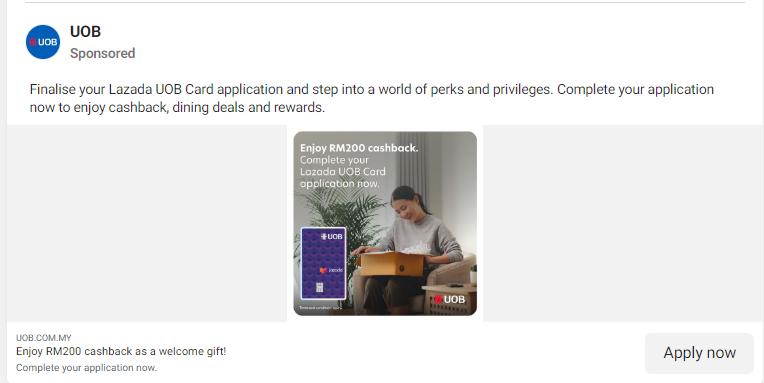 UOB
UOB
Sponsored
Finalise your Lazada UOB Card application and step into a world of perks and privileges. Complete your application
now to enjoy cashback, dining deals and rewards.
Enjoy RM200 cashback.
Complete your
Lazada UOB Card
application now.
UOB
Lazada
UOB
UOB.COM.MY
Enjoy RM200 cashback as a welcome gift!
Complete your application now.
Apply now